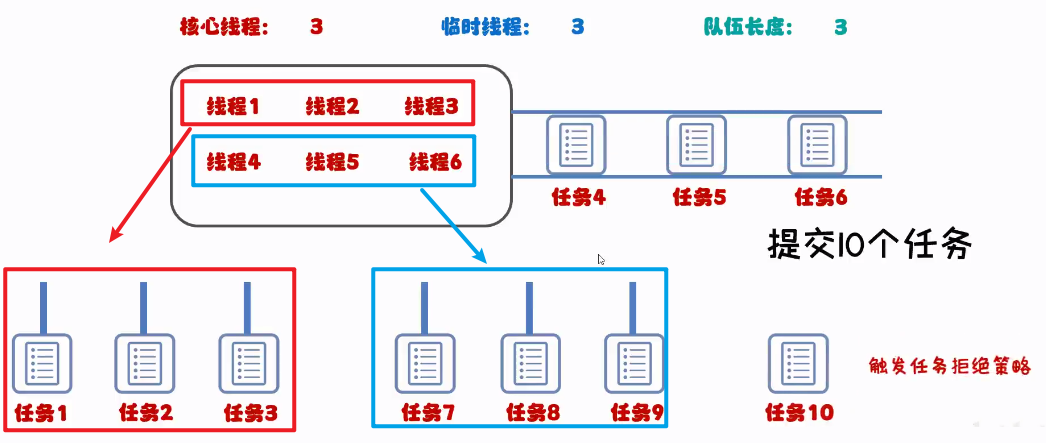 核心线程: 3 临时线程: 3 队伍长度: 3
线程1 线程2 线程3
线程4 线程5 线程6
任务4 任务5 任务6
提交10个任务
触发任务拒绝策略
任务1 任务2 任务3 任务7 任务8 任务9 任务10